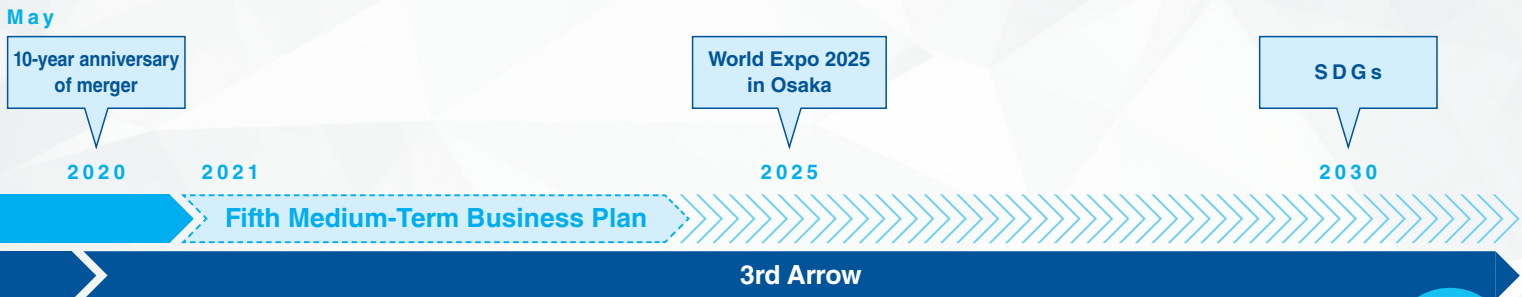 May
10-year anniversary
of merger
World Expo 2025
in Osaka
SDGs
2020
2021
2025
2030
Fifth Medium-Term Business Plan
3rd Arrow